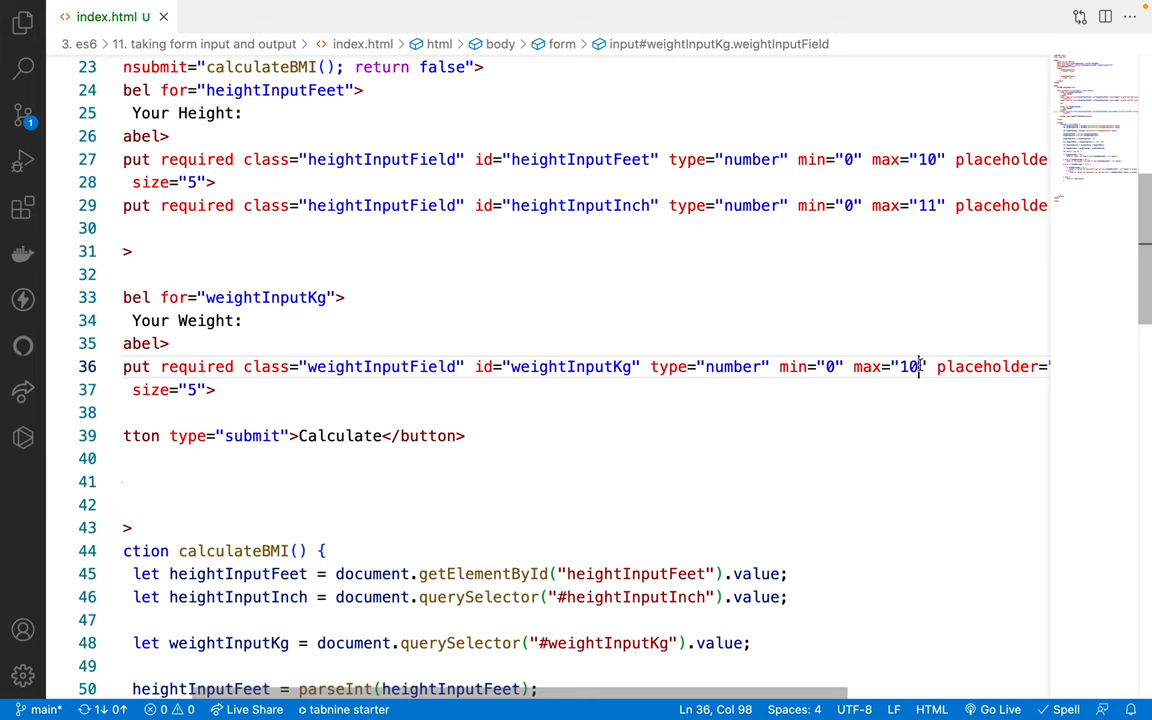 index.html U
3. es6 11. taking form input and output index.html html body form input#weightInputKg.weightInputField
23 nsubmit="calculateBMI(); return false">
24 bel for="heightInputFeet">
25 Your Height:
26 abel>
27 put required class="heightInputField" id="heightInputFeet" type="number" min="0" max="10" placeholde
28 size="5">
29 put required class="heightInputField" id="heightInputInch" type="number" min="0" max="11" placeholde
30
31 >
32
33 bel for="weightInputKg">
34 Your Weight:
35 abel>
36 put required class="weightInputField" id="weightInputKg" type="number" min="0" max="10" placeholder="
37 size="5">
38
39 tton type="submit">Calculate</button>
40
41
42
43 >
44 ction calculateBMI() {
45 let heightInputFeet = document.getElementById("heightInputFeet").value;
46 let heightInputInch = document.querySelector("#heightInputInch").value;
47
48 let weightInputKg = document.querySelector("#weightInputKg").value;
49
50 heightInputFeet = parseInt(heightInputFeet);
1
main* 1↓ 0↑ 0 0 Live Share tabnine starter Ln 36, Col 98 Spaces: 4 UTF-8 LF HTML Go Live Spell